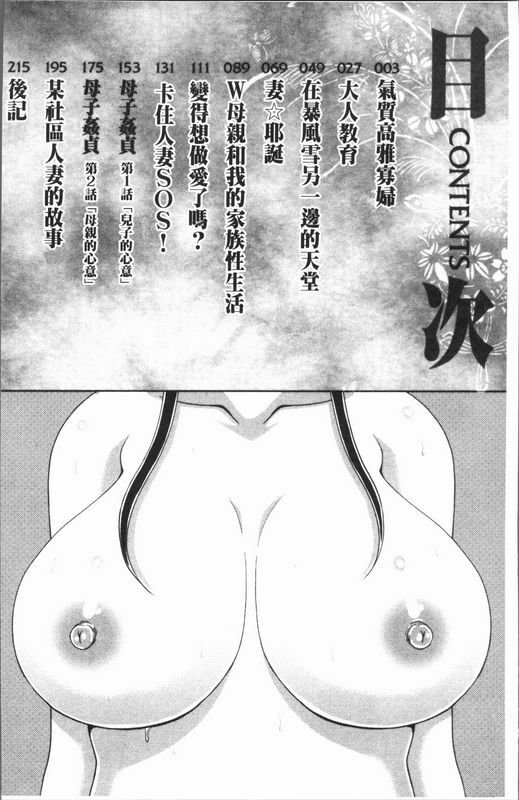 目次
CONTENTS
003 氣質高雅寡婦
027 大人教育
049 在暴風雪另一邊的天堂
069 妻☆耶誕
089 W母親和我的家族性生活
111 變得想做愛了嗎？
131 卡住人妻SOS！
153 母子姦貞 第1話「兒子的心意」
175 母子姦貞 第2話「母親的心意」
195 某社區人妻的故事
215 後記